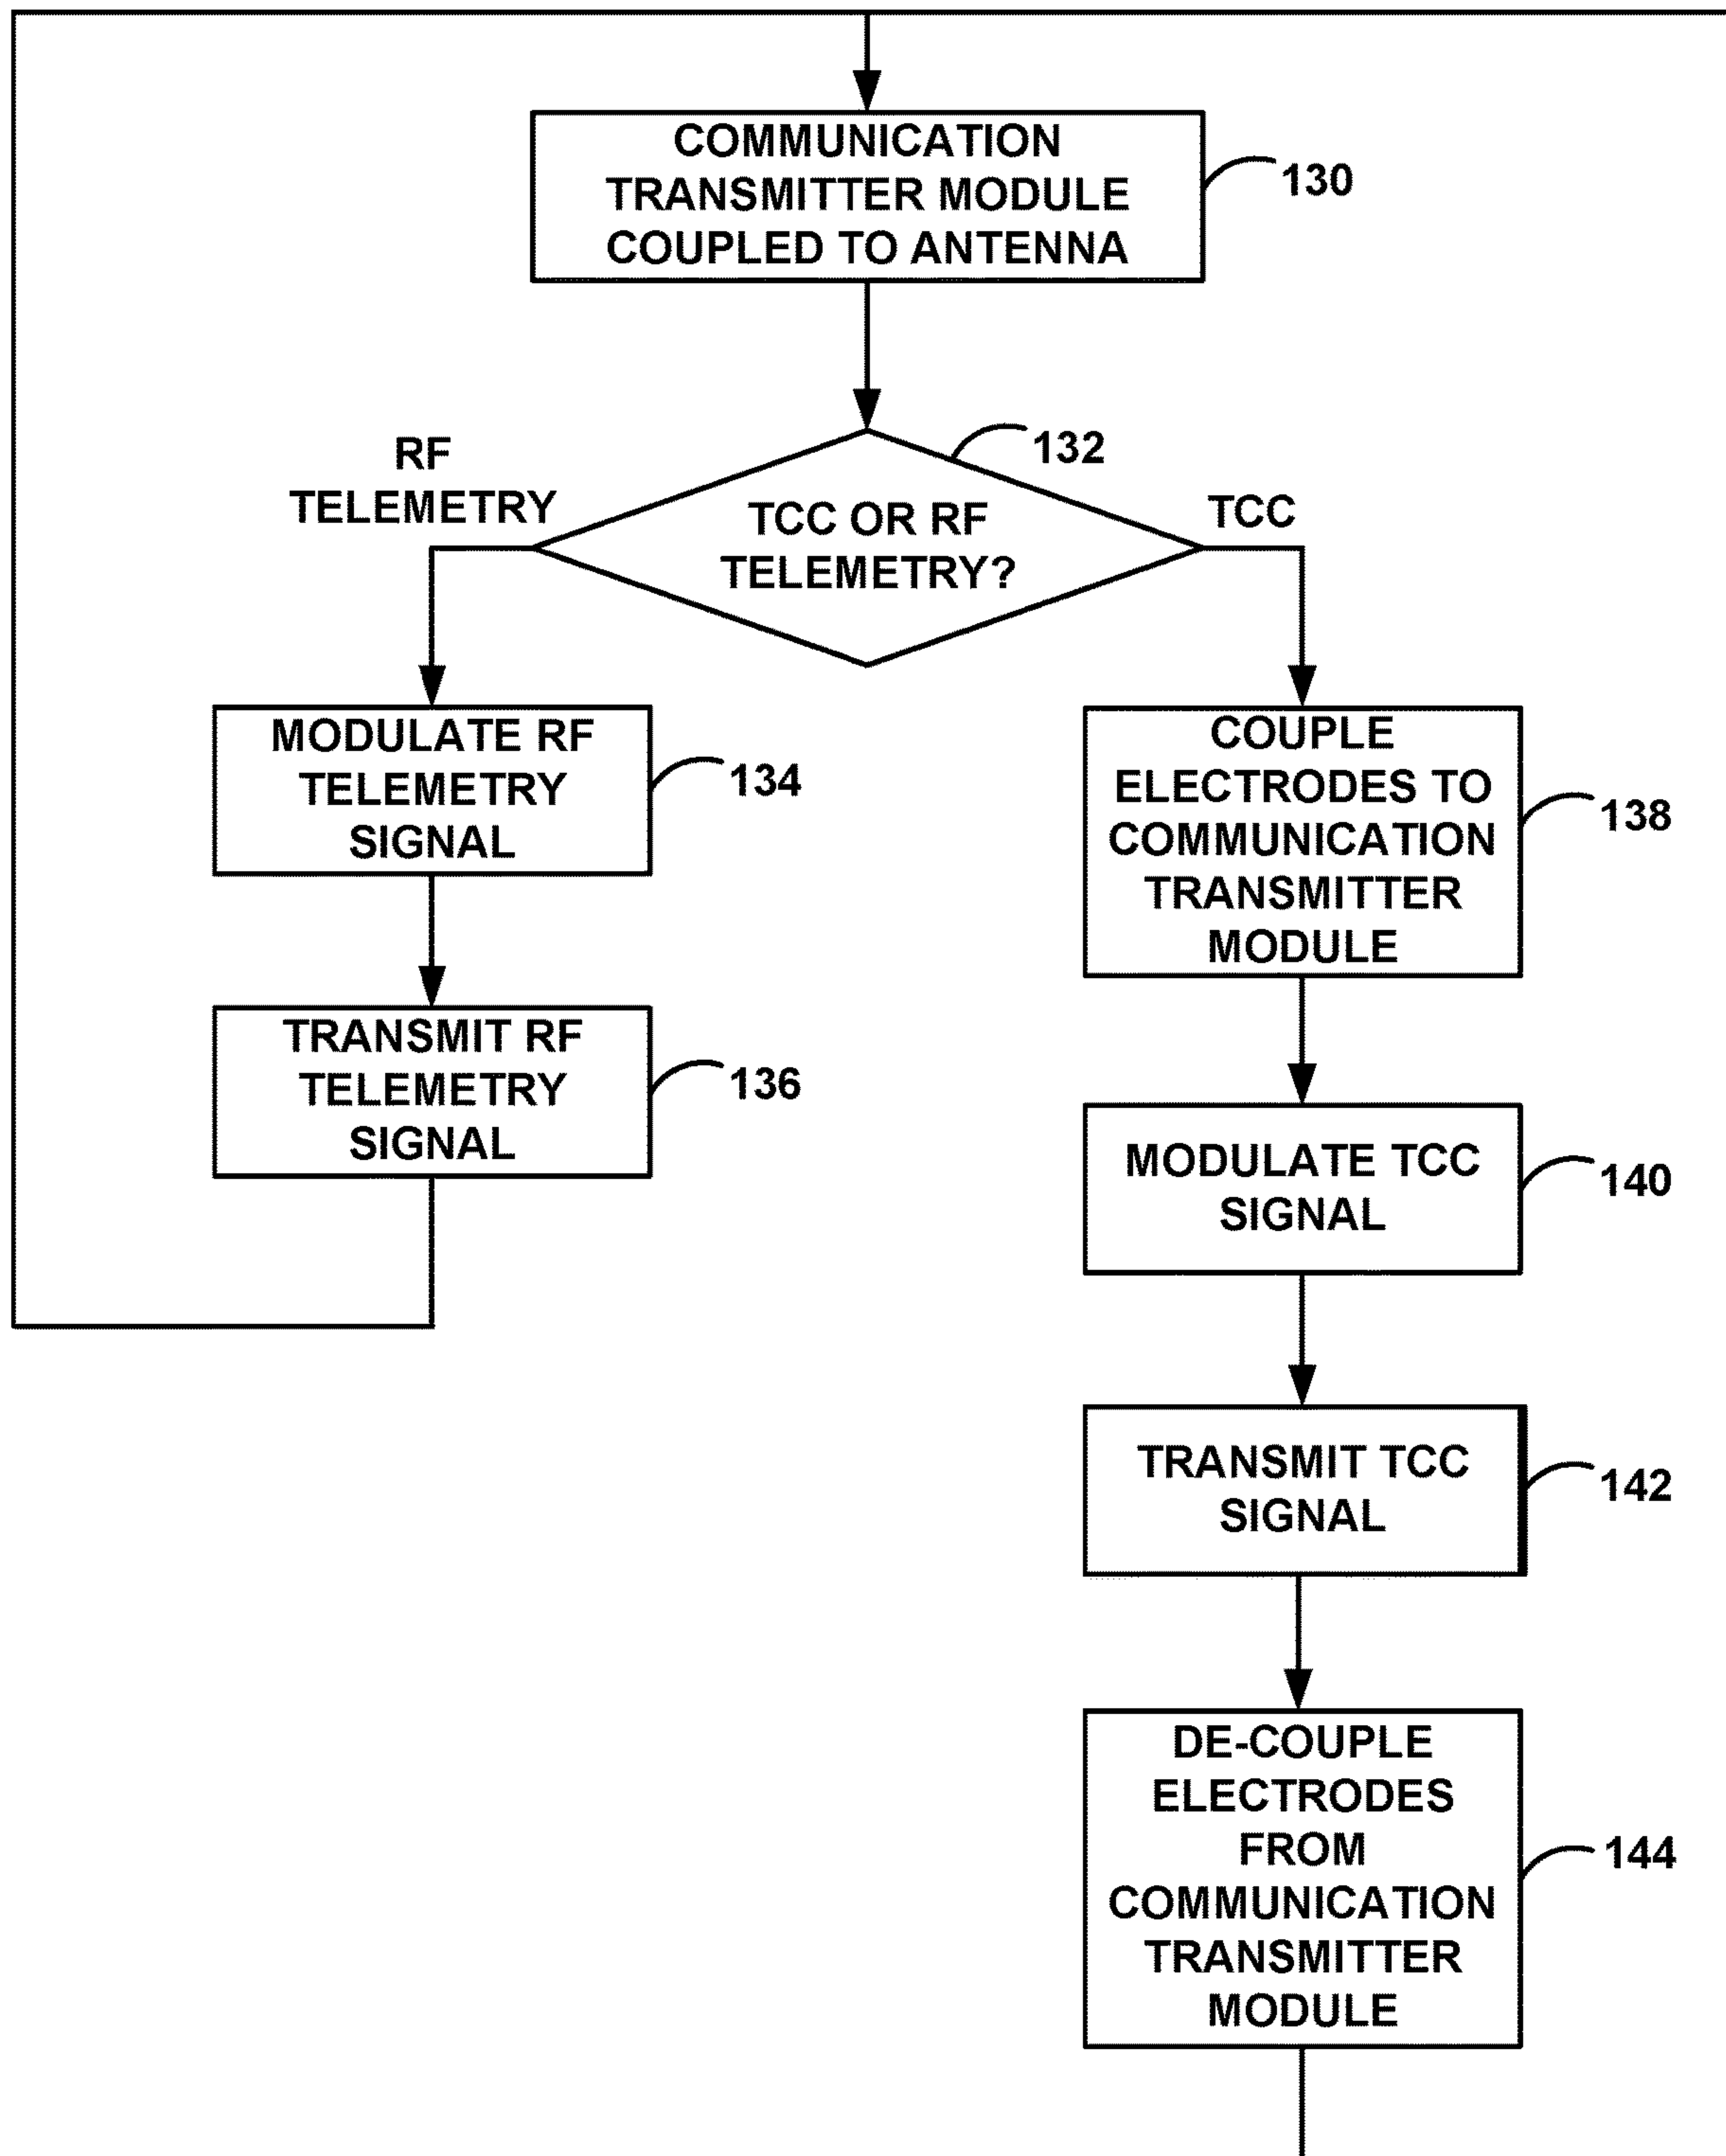 COMMUNICATION
TRANSMITTER MODULE
COUPLED TO ANTENNA
130
132
RF
TELEMETRY
TCC OR RF
TELEMETRY?
TCC
MODULATE RF
TELEMETRY
SIGNAL
134
TRANSMIT RF
TELEMETRY
SIGNAL
136
COUPLE
ELECTRODES TO
COMMUNICATION
TRANSMITTER
MODULE
138
MODULATE TCC
SIGNAL
140
TRANSMIT TCC
SIGNAL
142
DE-COUPLE
ELECTRODES
FROM
COMMUNICATION
TRANSMITTER
MODULE
144